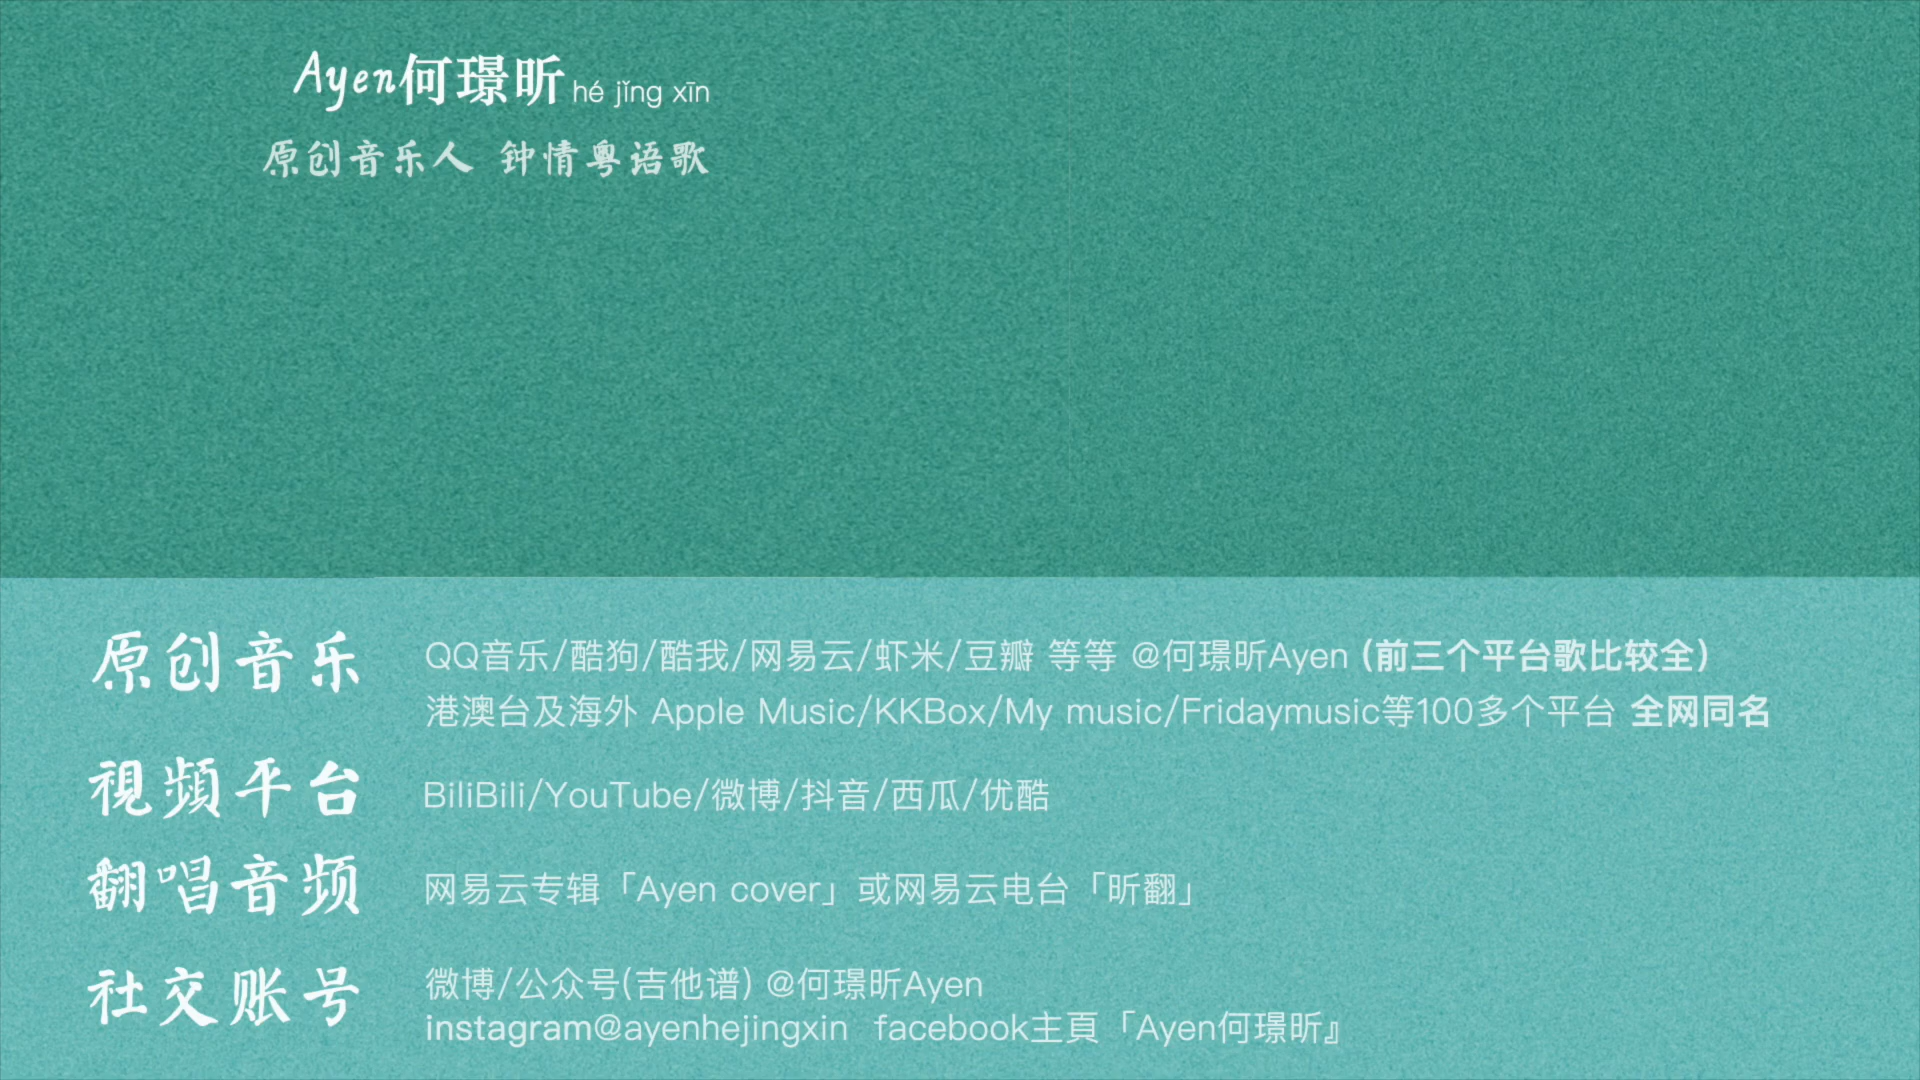 Ayen何璟昕 hé jǐng xīn
原创音乐人 钟情粤语歌
原创音乐
QQ音乐/酷狗/酷我/网易云/虾米/豆瓣 等等 @何璟昕Ayen (前三个平台歌比较全)
港澳台及海外 Apple Music/KKBox/My music/Fridaymusic等100多个平台 全网同名
視頻平台
BiliBili/YouTube/微博/抖音/西瓜/优酷
翻唱音频
网易云专辑「Ayen cover」或网易云电台「昕翻」
社交账号
微博/公众号(吉他谱) @何璟昕Ayen
instagram@ayenhejingxin facebook主頁「Ayen何璟昕』